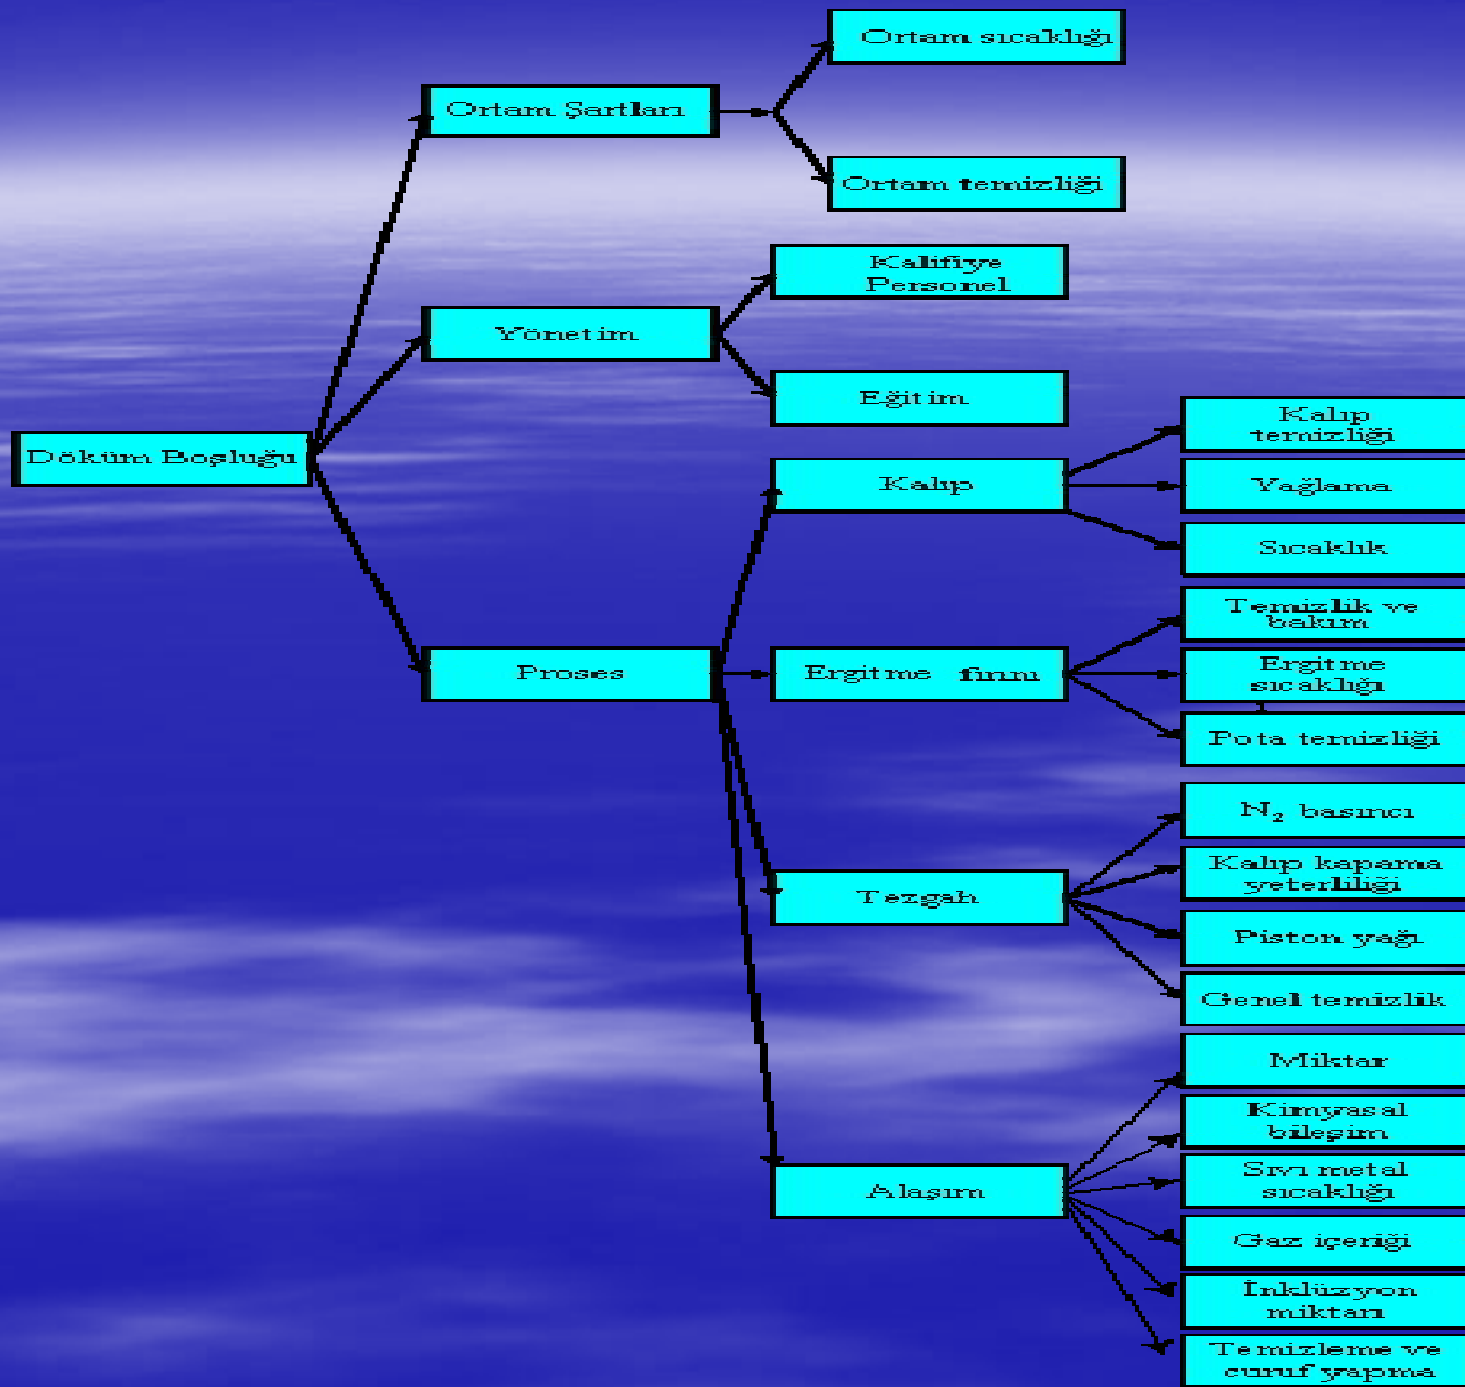 Ortam sıcaklığı
Ortam Şartları
Ortam temizliği
Kalifiye
Personel
Yönetim
Eğitim
Döküm Boşluğu
Kalıp
Kalıp
temizliği
Yağlama
Sıcaklık
Proses
Ergitme fırını
Temizlik ve
bakım
Ergitme
sıcaklığı
Pota temizliği
Tezgah
N₂ basıncı
Kalıp kapama
yeterliliği
Piston yağı
Genel temizlik
Alaşım
Miktar
Kimyasal
bileşim
Sıvı metal
sıcaklığı
Gaz içeriği
İnklüzyon
miktarı
Temizleme ve
curuf yapma